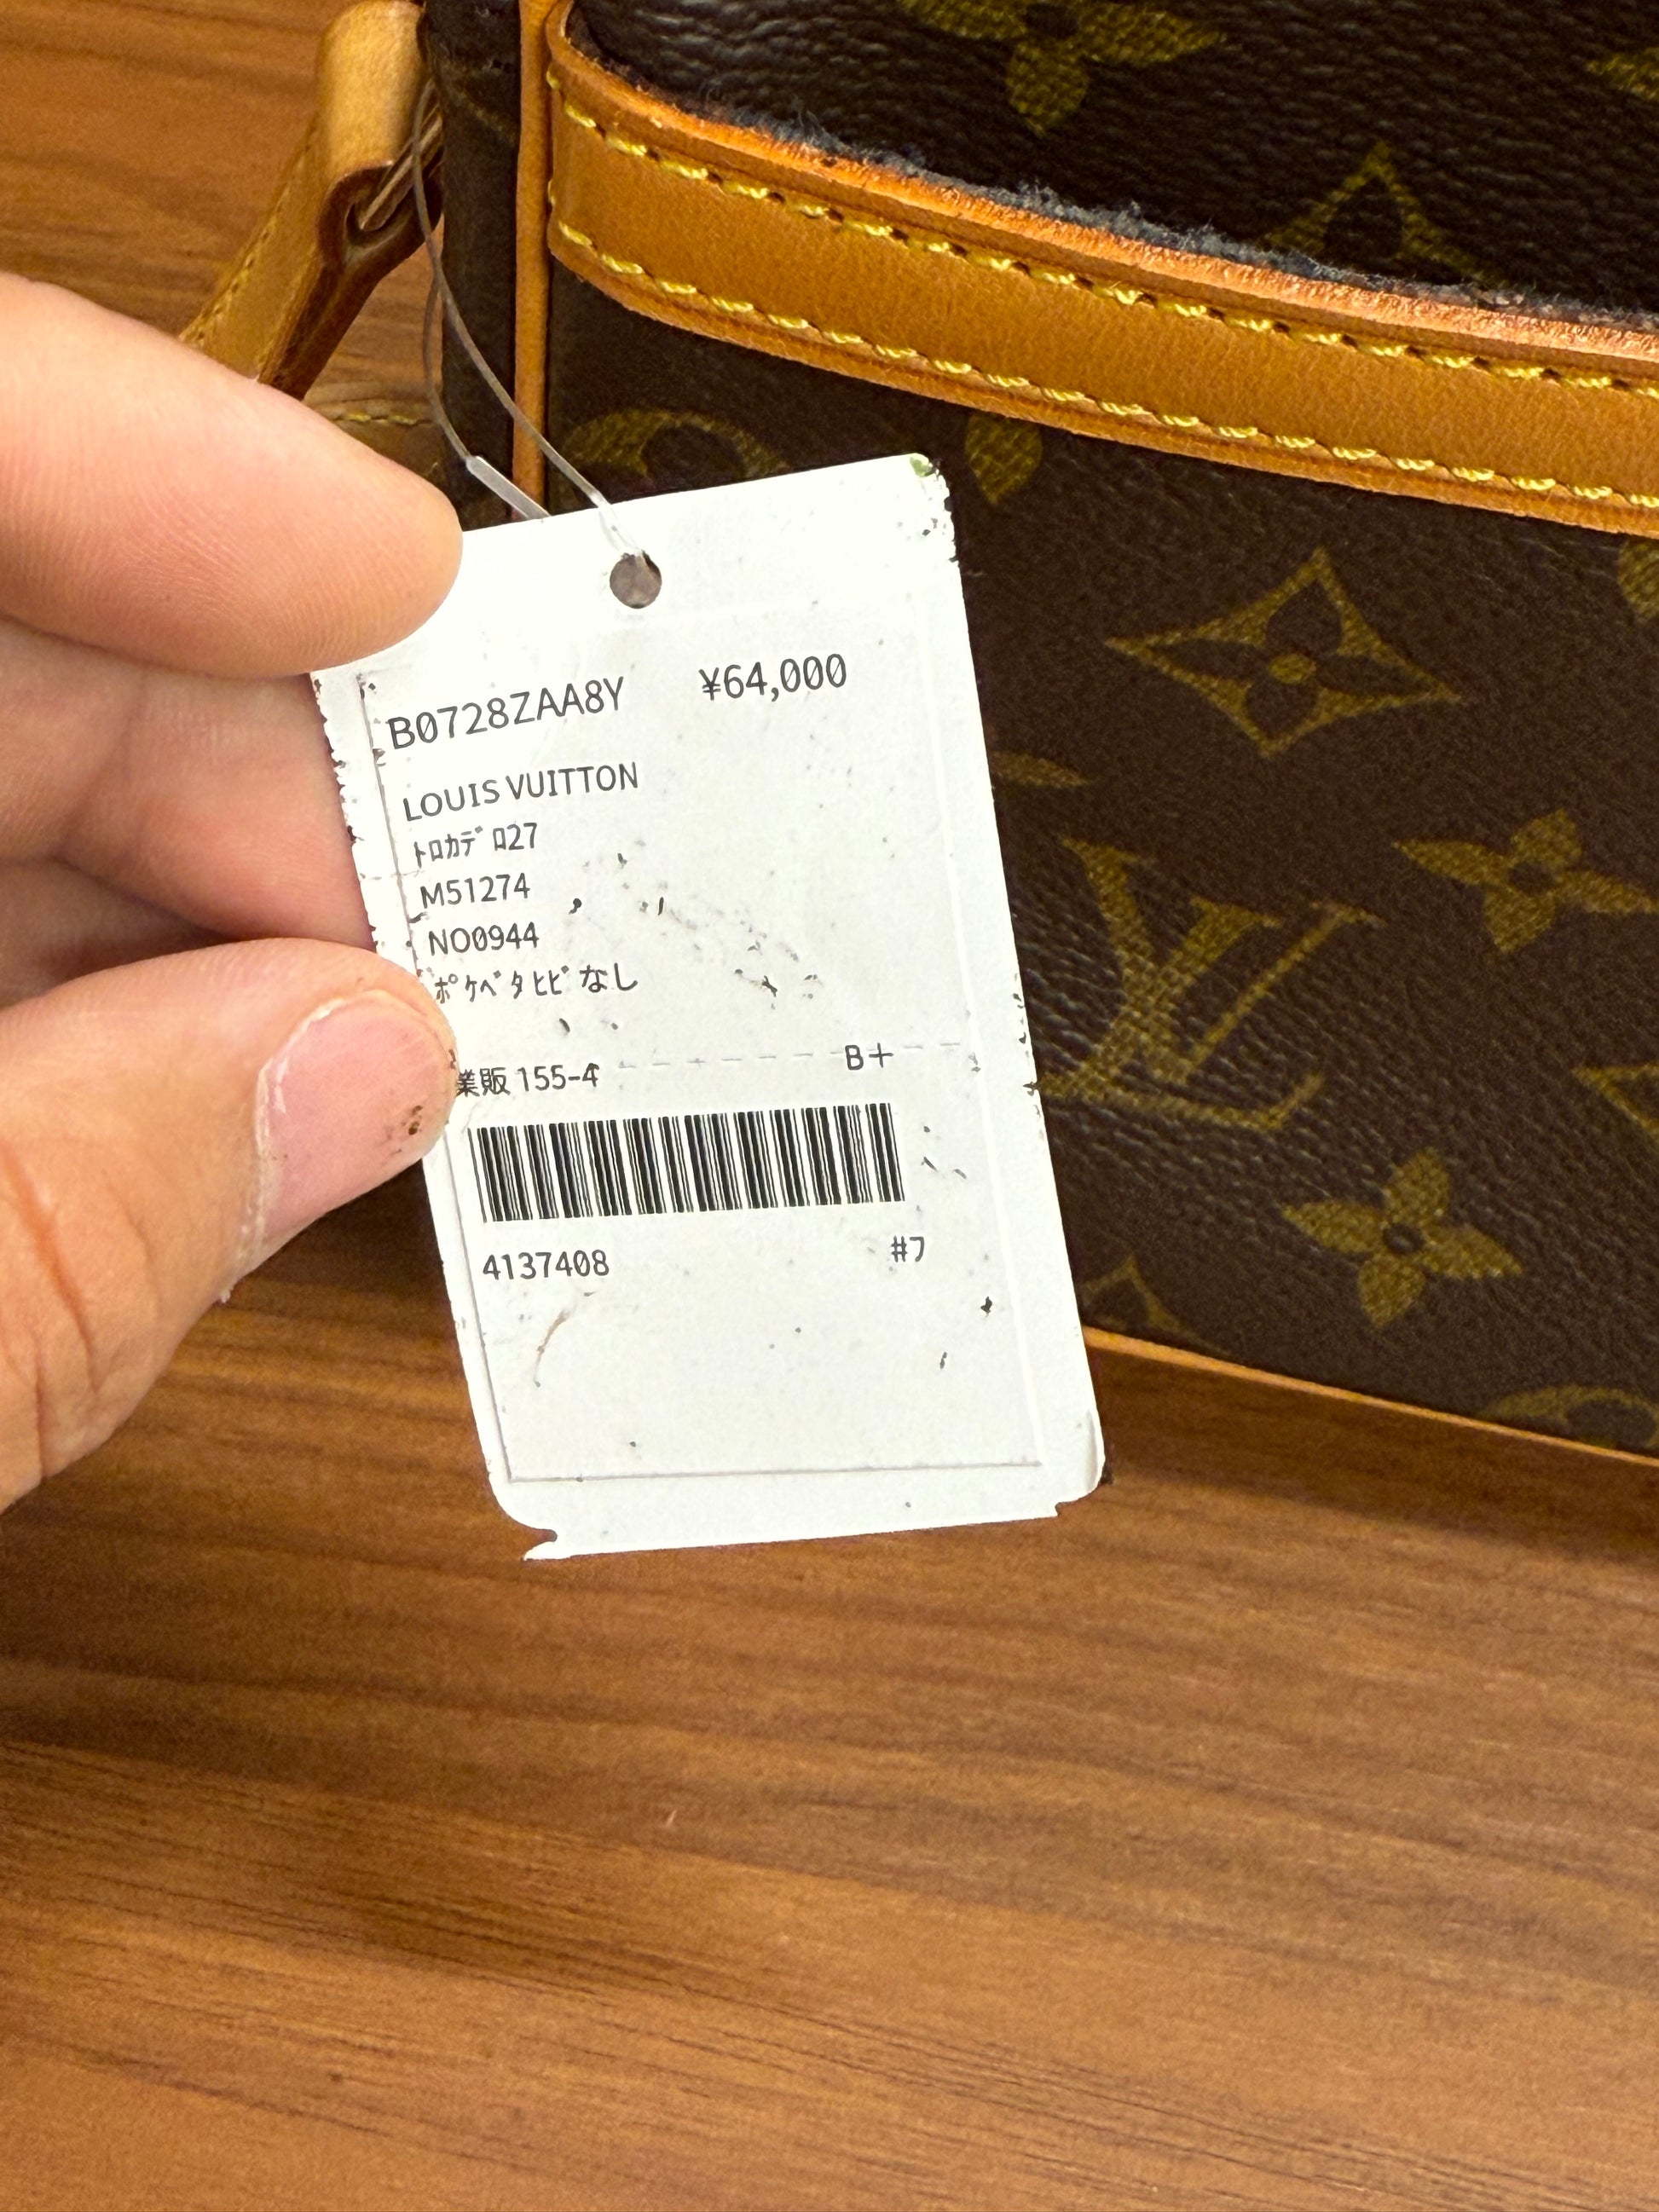 B0728ZAA8Y ¥64,000
LOUIS VUITTON
ﾄﾛｶﾃﾞﾛ27
M51274
NO0944
ﾎﾟｹﾍﾞﾀﾋﾋﾞなし
業販 155-4 B+
4137408 #7
LV